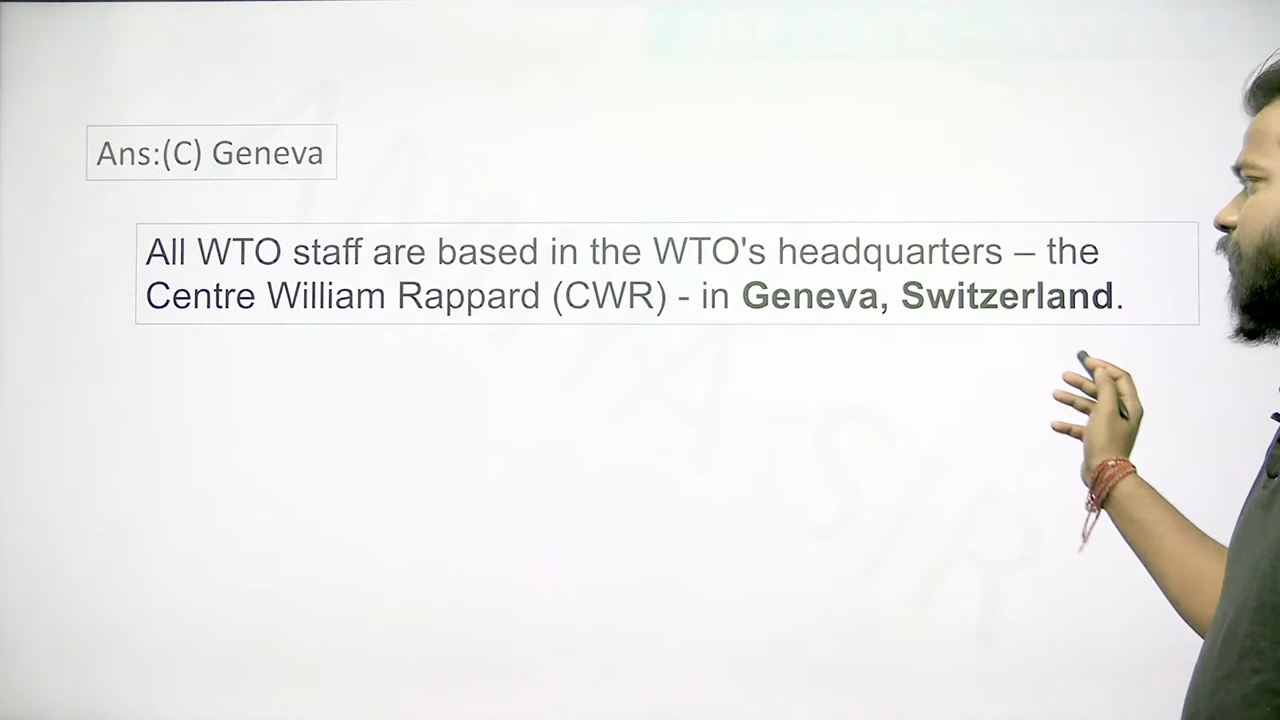 Ans:(C) Geneva
All WTO staff are based in the WTO's headquarters – the
Centre William Rappard (CWR) - in Geneva, Switzerland.